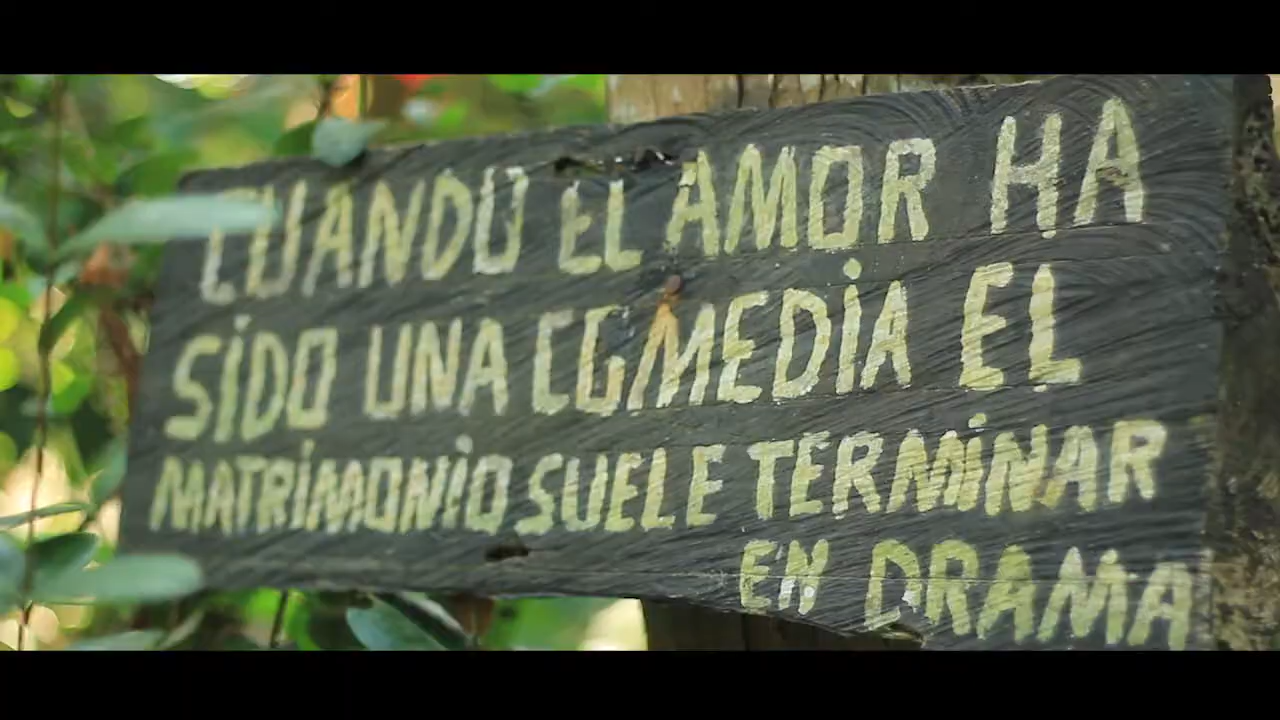 CUANDO EL AMOR HA
SIDO UNA COMEDIA EL
MATRIMONIO SUELE TERMINAR
EN DRAMA